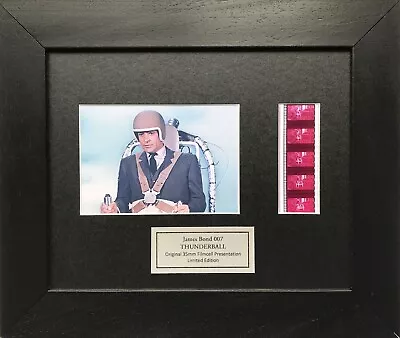 James Bond 007
THUNDERBALL
Original 35mm Filmcell Presentation
Limited Edition